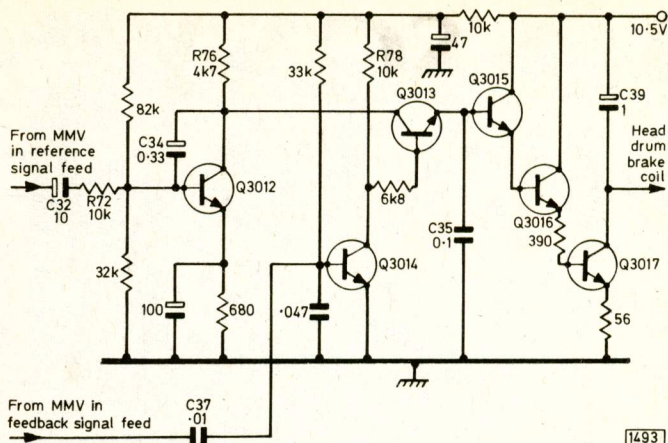 R76
4k7
33k
R78
10k
47
10k
10·5V
Q3015
Q3013
C39
1
82k
C34
0·33
From MMV
in reference
signal feed
Head
drum
brake
coil
Q3012
C32
10
R72
10k
6k8
Q3016
390
C35
0·1
Q3014
Q3017
32k
100
680
·047
56
From MMV in
feedback signal feed
C37
·01
1493